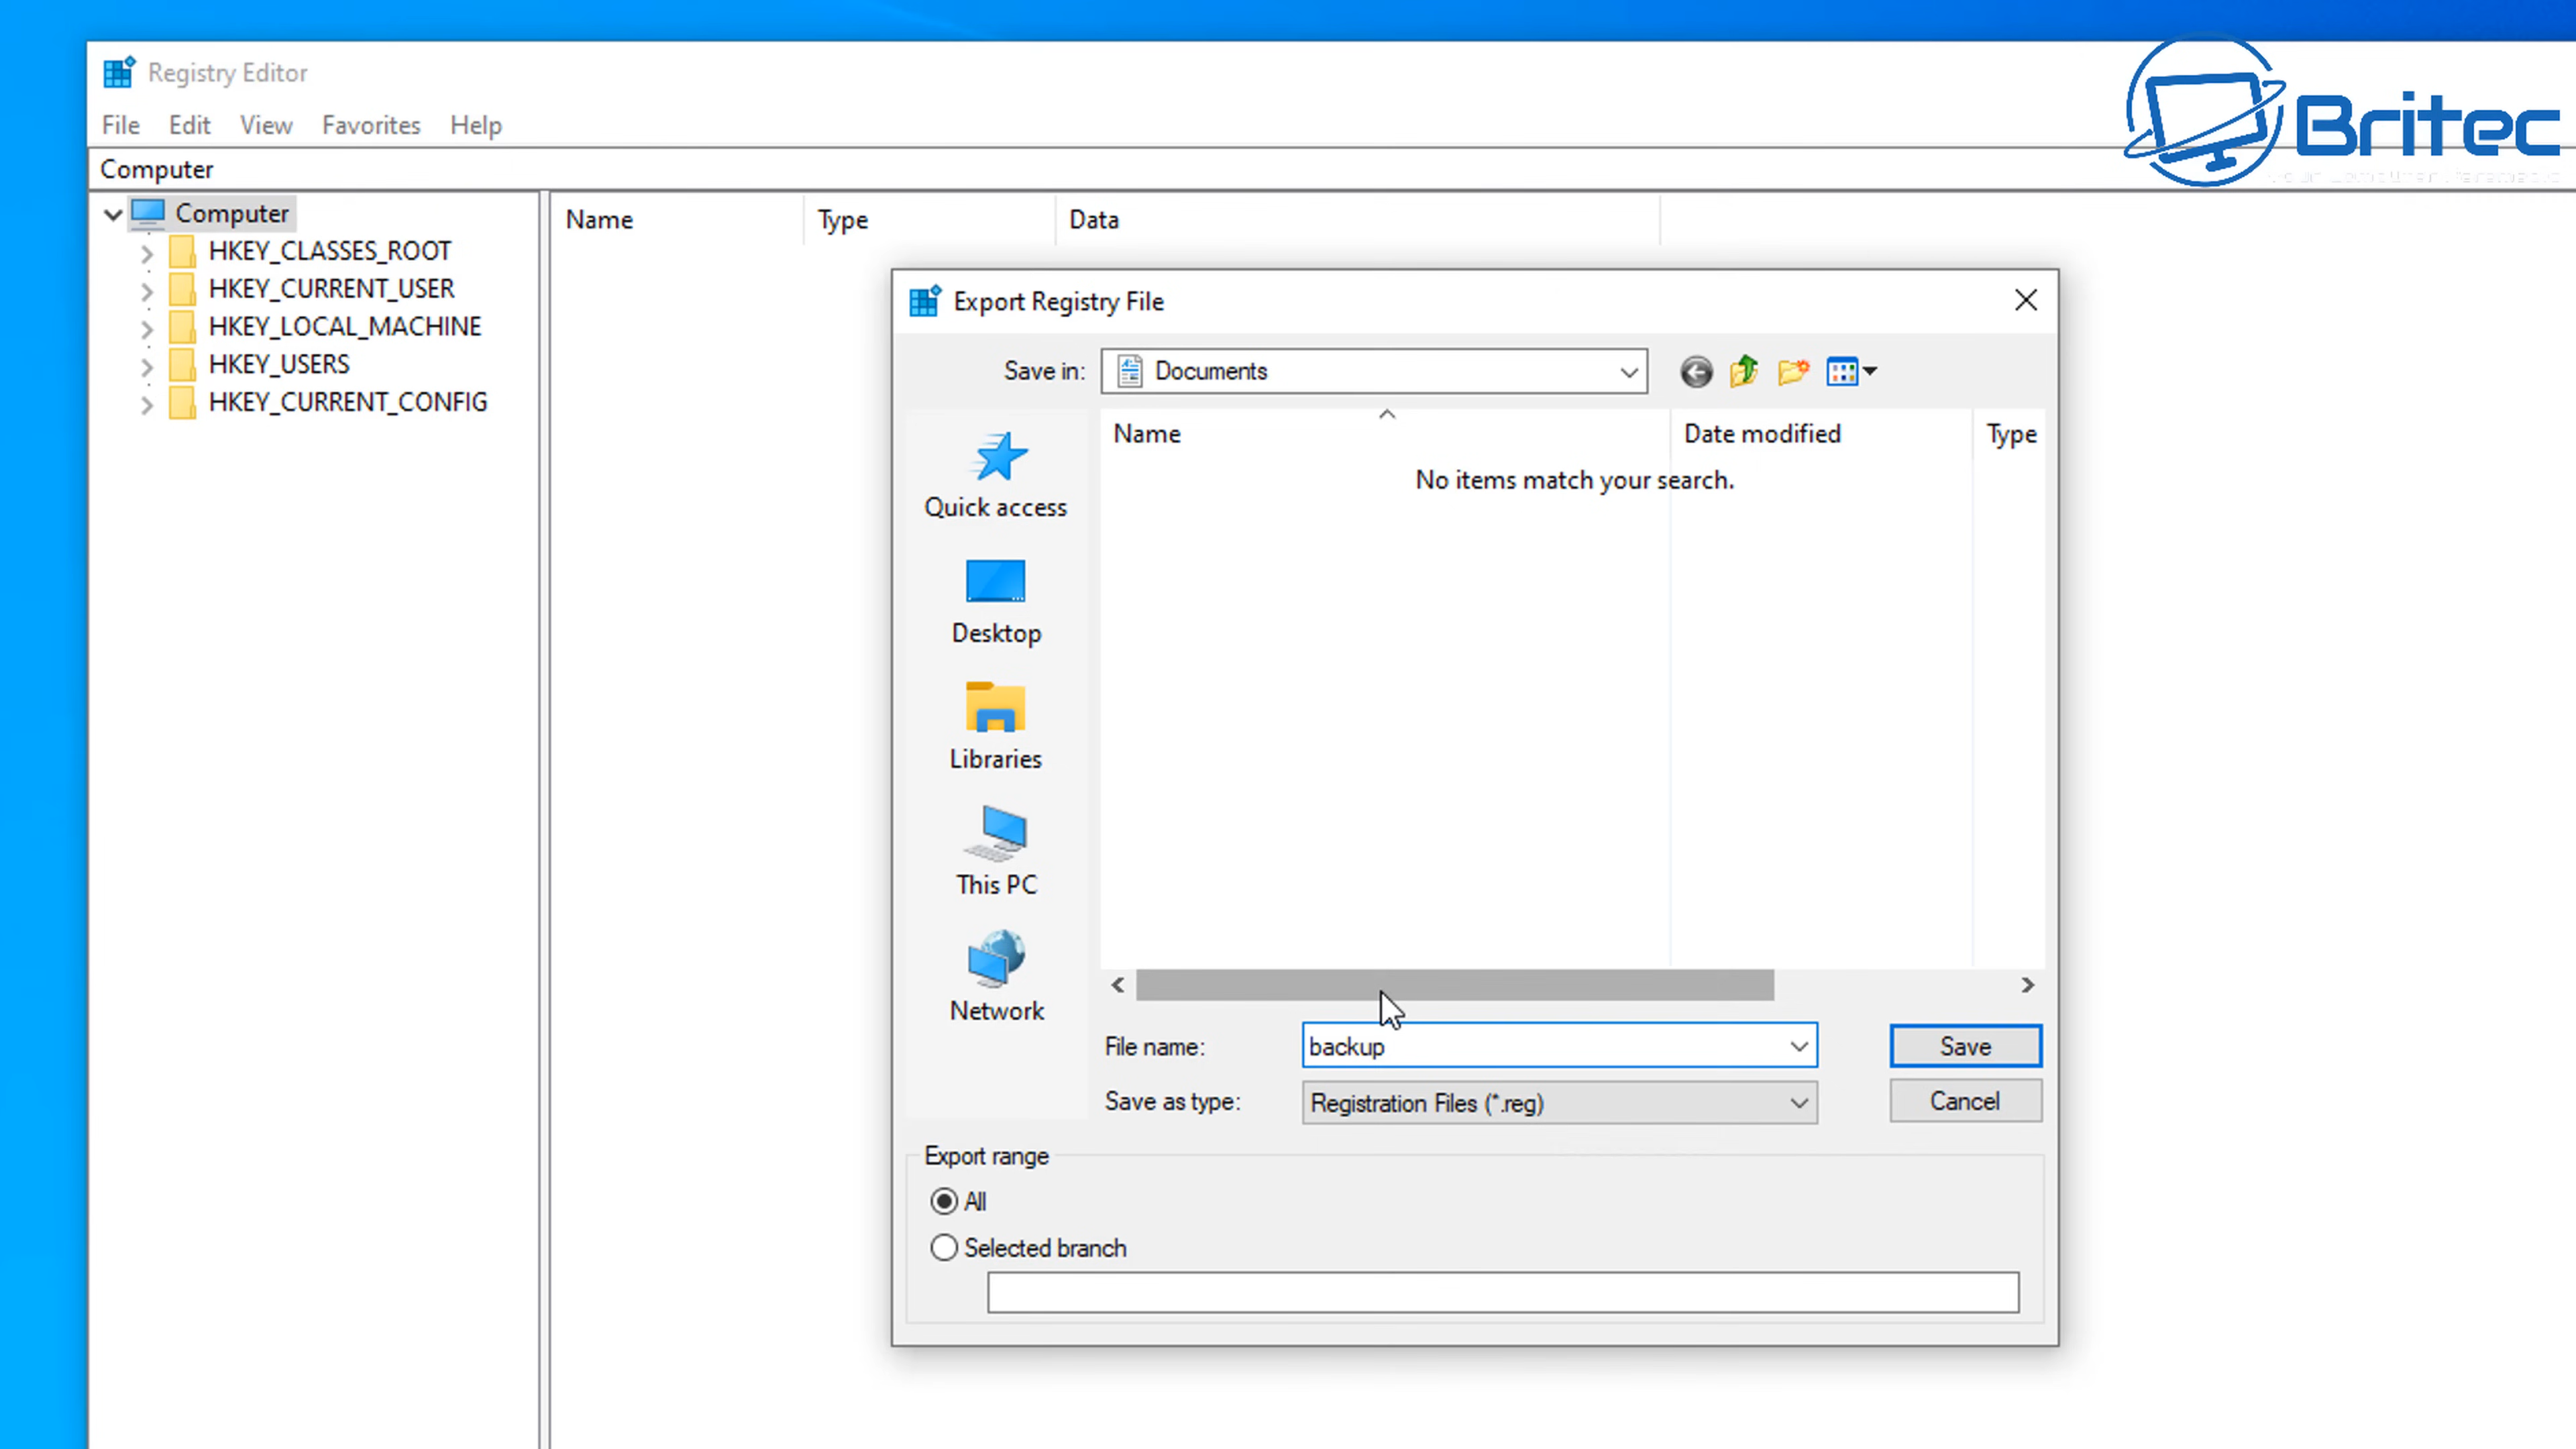 Registry Editor
File Edit View Favorites Help
Computer
Computer
HKEY_CLASSES_ROOT
HKEY_CURRENT_USER
HKEY_LOCAL_MACHINE
HKEY_USERS
HKEY_CURRENT_CONFIG
Name Type Data
Britec
Export Registry File
Save in: Documents
Quick access
Desktop
Libraries
This PC
Network
Name Date modified Type
No items match your search.
File name: backup Save
Save as type: Registration Files (*.reg) Cancel
Export range
All
Selected branch